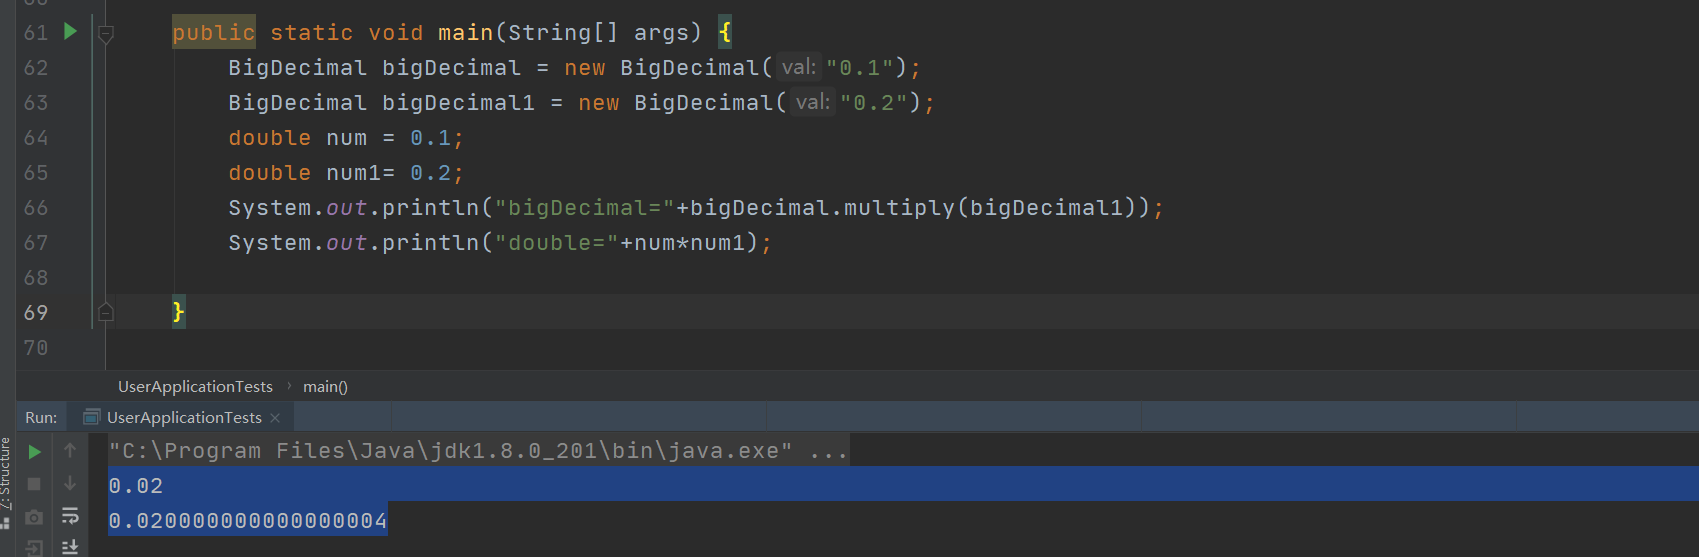 61 public static void main(String[] args) {
62 BigDecimal bigDecimal = new BigDecimal( val: "0.1");
63 BigDecimal bigDecimal1 = new BigDecimal( val: "0.2");
64 double num = 0.1;
65 double num1= 0.2;
66 System.out.println("bigDecimal="+bigDecimal.multiply(bigDecimal1));
67 System.out.println("double="+num*num1);
68
69 }
70
UserApplicationTests › main()
Run: UserApplicationTests ×
"C:\Program Files\Java\jdk1.8.0_201\bin\java.exe" ...
0.02
0.020000000000000004
7: Structure